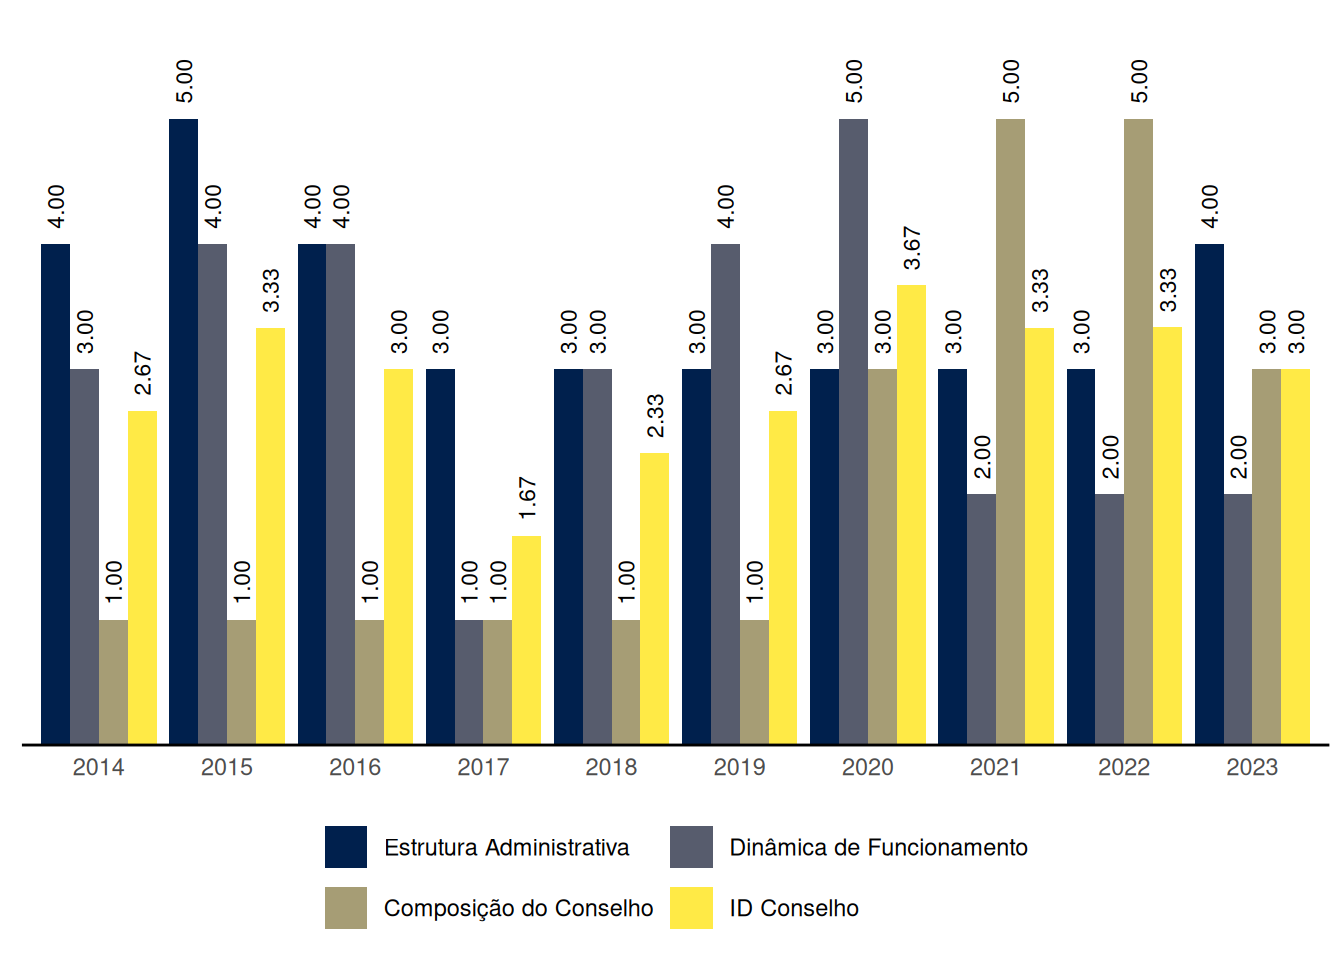 4.00 3.00 1.00 2.67
5.00 4.00 1.00 3.33
4.00 4.00 1.00 3.00
3.00 1.00 1.00 1.67
3.00 3.00 1.00 2.33
3.00 4.00 1.00 2.67
3.00 5.00 3.00 3.67
3.00 2.00 5.00 3.33
3.00 2.00 5.00 3.33
4.00 2.00 3.00 3.00
2014 2015 2016 2017 2018 2019 2020 2021 2022 2023
Estrutura Administrativa Dinâmica de Funcionamento
Composição do Conselho ID Conselho